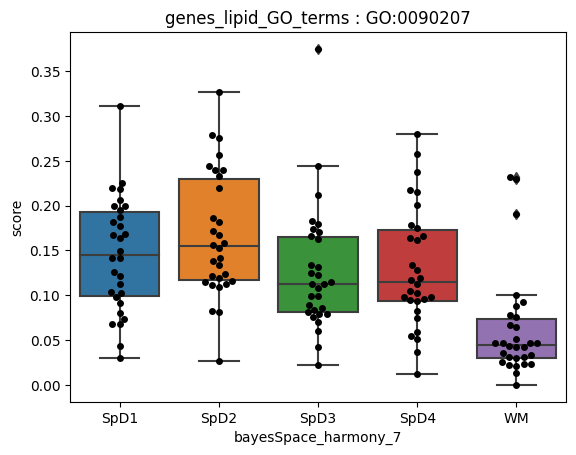 genes_lipid_GO_terms : GO:0090207
0.35
0.30
0.25
0.20
0.15
0.10
0.05
0.00
score
SpD1 SpD2 SpD3 SpD4 WM
bayesSpace_harmony_7